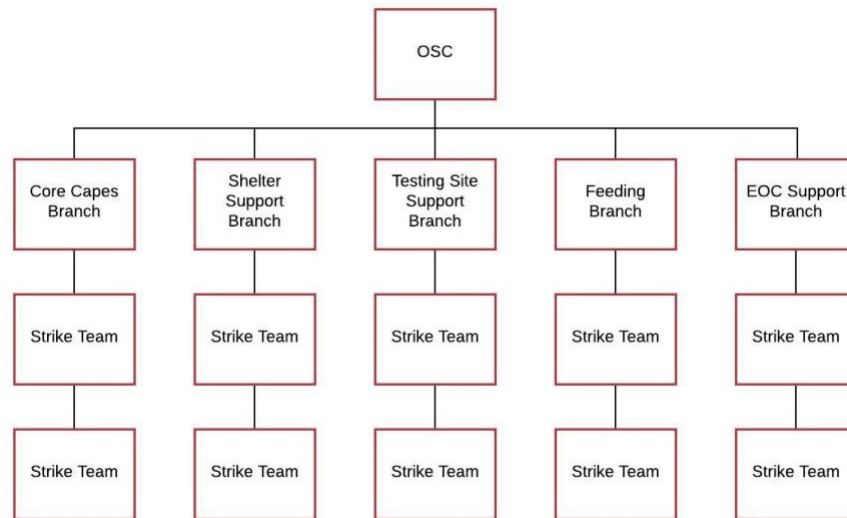 OSC
Core Capes
Branch
Shelter
Support
Branch
Testing Site
Support
Branch
Feeding
Branch
EOC Support
Branch
Strike Team
Strike Team
Strike Team
Strike Team
Strike Team
Strike Team
Strike Team
Strike Team
Strike Team
Strike Team